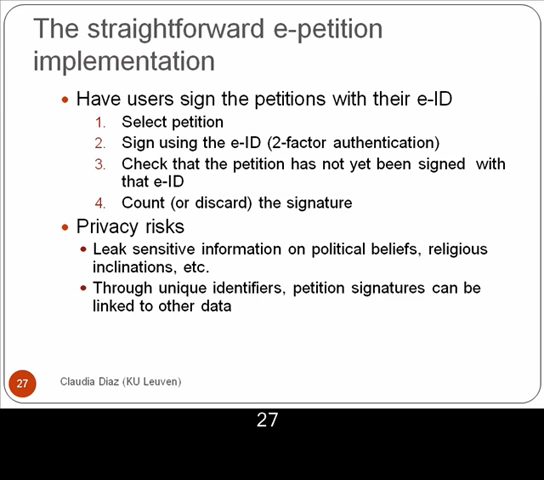 The straightforward e-petition
implementation
• Have users sign the petitions with their e-ID
1. Select petition
2. Sign using the e-ID (2-factor authentication)
3. Check that the petition has not yet been signed with
that e-ID
4. Count (or discard) the signature
• Privacy risks
• Leak sensitive information on political beliefs, religious
inclinations, etc.
• Through unique identifiers, petition signatures can be
linked to other data
27 Claudia Diaz (KU Leuven)
27